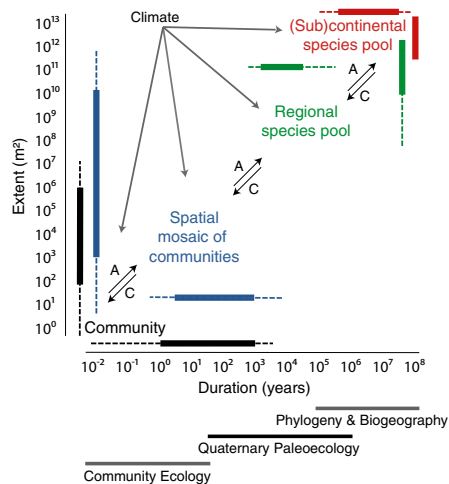 Climate
(Sub)continental
species pool
Regional
species pool
Spatial
mosaic of
communities
Community
A
C
A
C
A
C
Extent (m²)
10¹³
10¹²
10¹¹
10¹⁰
10⁹
10⁸
10⁷
10⁶
10⁵
10⁴
10³
10²
10¹
10⁰
10⁻² 10⁻¹ 10⁰ 10¹ 10² 10³ 10⁴ 10⁵ 10⁶ 10⁷ 10⁸
Duration (years)
Phylogeny & Biogeography
Quaternary Paleoecology
Community Ecology